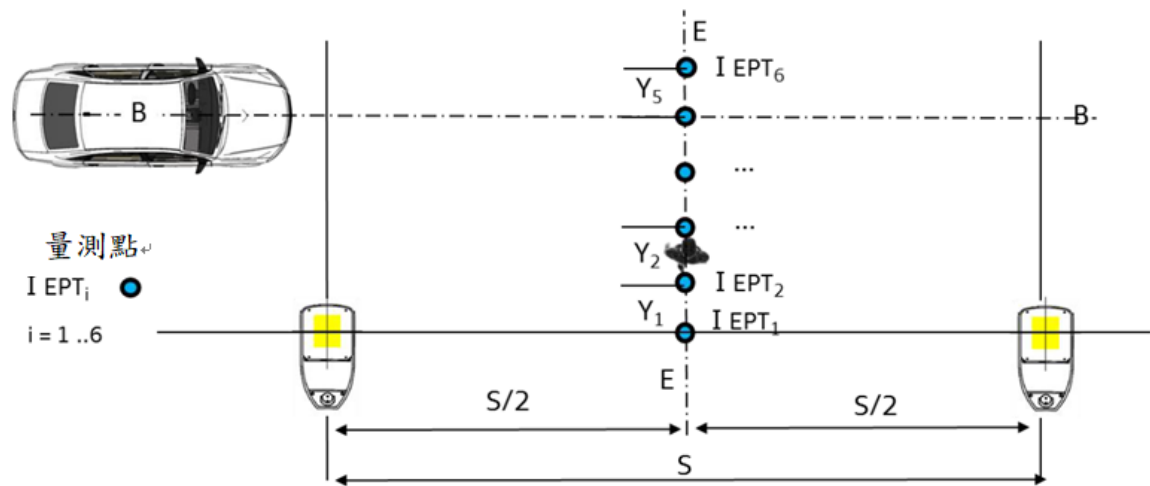 E
I EPT₆
Y₅
B
B
...
量測點
...
Y₂
I EPTᵢ
I EPT₂
Y₁
i = 1 ..6
I EPT₁
E
S/2
S/2
S